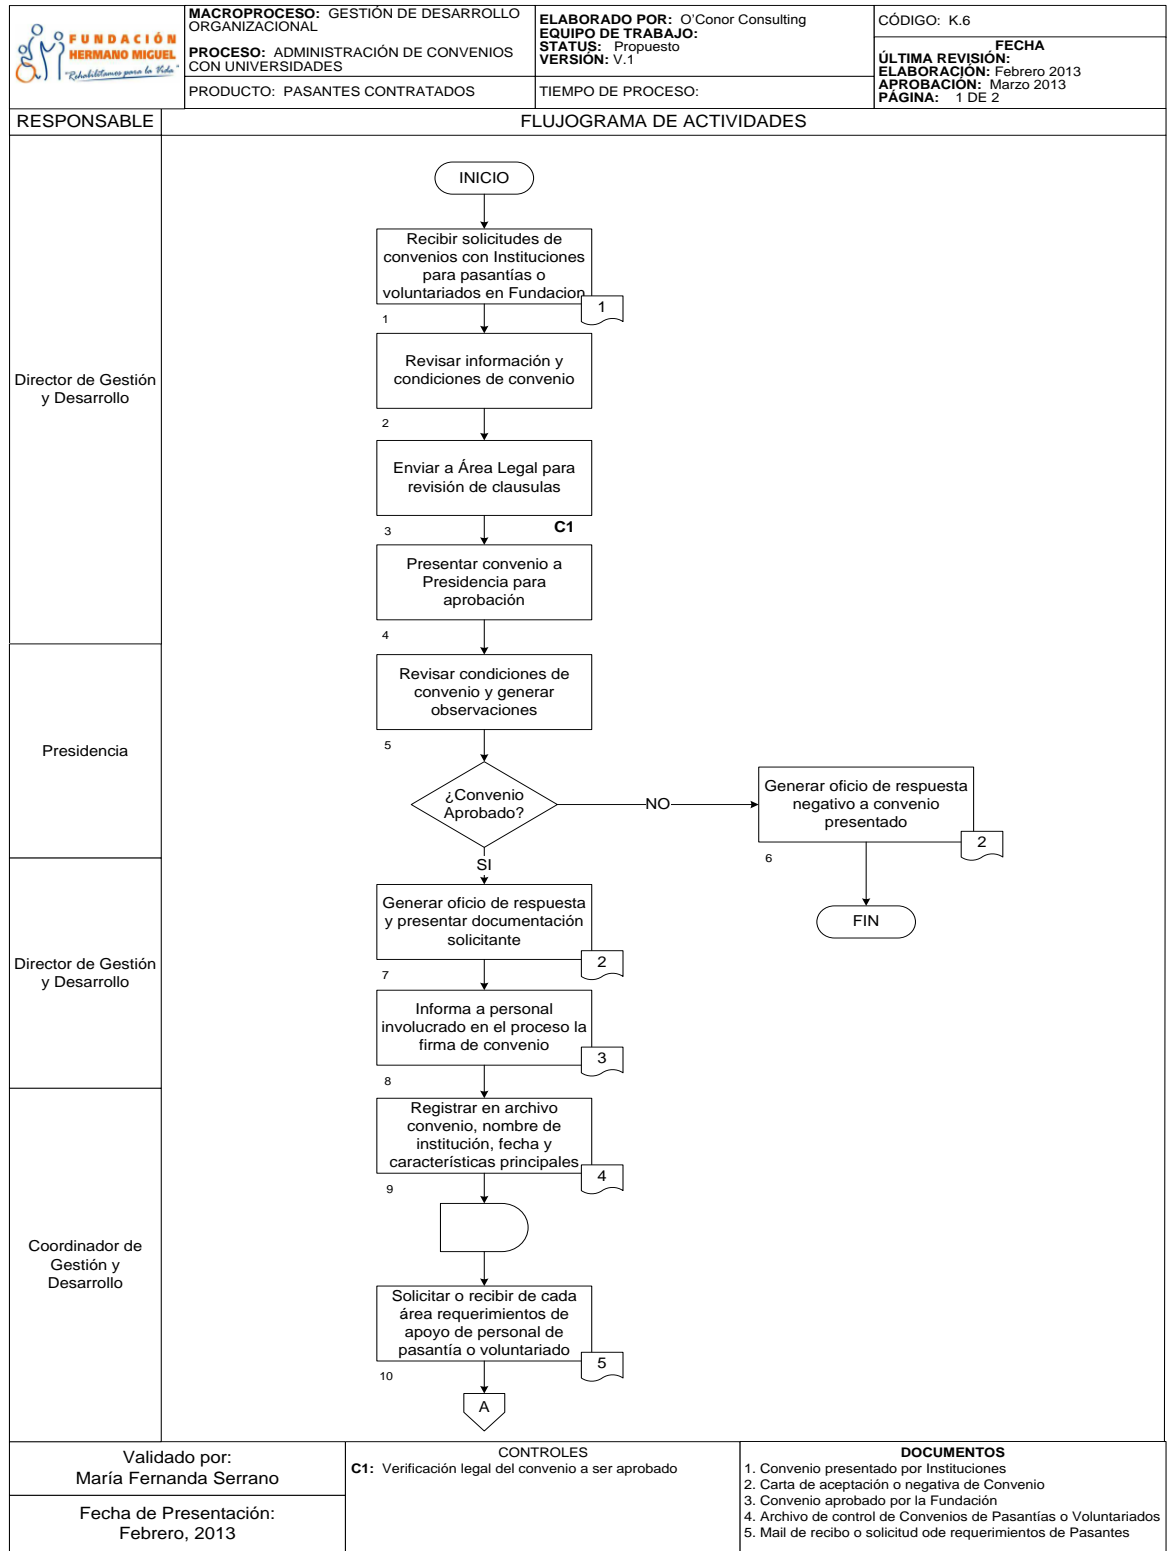 FUNDACIÓN
HERMANO MIGUEL
"Rehabilitamos para la Vida"
MACROPROCESO: GESTIÓN DE DESARROLLO
ORGANIZACIONAL
PROCESO: ADMINISTRACIÓN DE CONVENIOS
CON UNIVERSIDADES
PRODUCTO: PASANTES CONTRATADOS
ELABORADO POR: O'Conor Consulting
EQUIPO DE TRABAJO:
STATUS: Propuesto
VERSIÓN: V.1
TIEMPO DE PROCESO:
CÓDIGO: K.6
FECHA
ÚLTIMA REVISIÓN:
ELABORACIÓN: Febrero 2013
APROBACIÓN: Marzo 2013
PÁGINA: 1 DE 2
RESPONSABLE
FLUJOGRAMA DE ACTIVIDADES
Director de Gestión
y Desarrollo
INICIO
Recibir solicitudes de
convenios con Instituciones
para pasantías o
voluntariados en Fundacion
1
1
Revisar información y
condiciones de convenio
2
Enviar a Área Legal para
revisión de clausulas
3
C1
Presentar convenio a
Presidencia para
aprobación
4
Presidencia
Revisar condiciones de
convenio y generar
observaciones
5
¿Convenio
Aprobado?
NO
Generar oficio de respuesta
negativo a convenio
presentado
2
6
FIN
SI
Director de Gestión
y Desarrollo
Generar oficio de respuesta
y presentar documentación
solicitante
2
7
Informa a personal
involucrado en el proceso la
firma de convenio
3
8
Coordinador de
Gestión y
Desarrollo
Registrar en archivo
convenio, nombre de
institución, fecha y
características principales
4
9
Solicitar o recibir de cada
área requerimientos de
apoyo de personal de
pasantía o voluntariado
5
10
A
Validado por:
María Fernanda Serrano
Fecha de Presentación:
Febrero, 2013
CONTROLES
C1: Verificación legal del convenio a ser aprobado
DOCUMENTOS
1. Convenio presentado por Instituciones
2. Carta de aceptación o negativa de Convenio
3. Convenio aprobado por la Fundación
4. Archivo de control de Convenios de Pasantías o Voluntariados
5. Mail de recibo o solicitud ode requerimientos de Pasantes